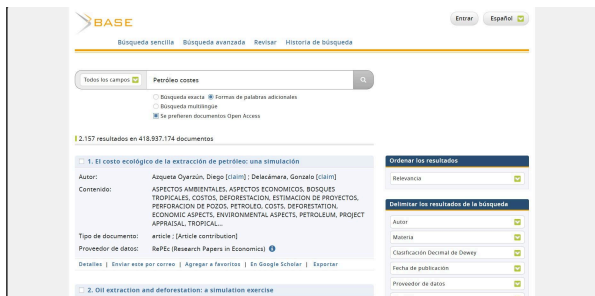 BASE
Entrar
Español
Búsqueda sencilla Búsqueda avanzada Revisar Historia de búsqueda
Todos los campos
Petróleo costes
Búsqueda exacta Formas de palabras adicionales
Búsqueda multilingüe
Se prefieren documentos Open Access
2.157 resultados en 418.937.174 documentos
1. El costo ecológico de la extracción de petróleo: una simulación
Autor: Azqueta Oyarzún, Diego [claim] ; Delacámara, Gonzalo [claim]
Contenido: ASPECTOS AMBIENTALES, ASPECTOS ECONOMICOS, BOSQUES
TROPICALES, COSTOS, DEFORESTACION, ESTIMACION DE PROYECTOS,
PERFORACION DE POZOS, PETROLEO, COSTS, DEFORESTATION,
ECONOMIC ASPECTS, ENVIRONMENTAL ASPECTS, PETROLEUM, PROJECT
APPRAISAL, TROPICAL...
Tipo de documento: article ; [Article contribution]
Proveedor de datos: RePEc (Research Papers in Economics)
Detalles | Enviar este por correo | Agregar a favoritos | En Google Scholar | Exportar
2. Oil extraction and deforestation: a simulation exercise
Ordenar los resultados
Relevancia
Delimitar los resultados de la búsqueda
Autor
Materia
Clasificación Decimal de Dewey
Fecha de publicación
Proveedor de datos